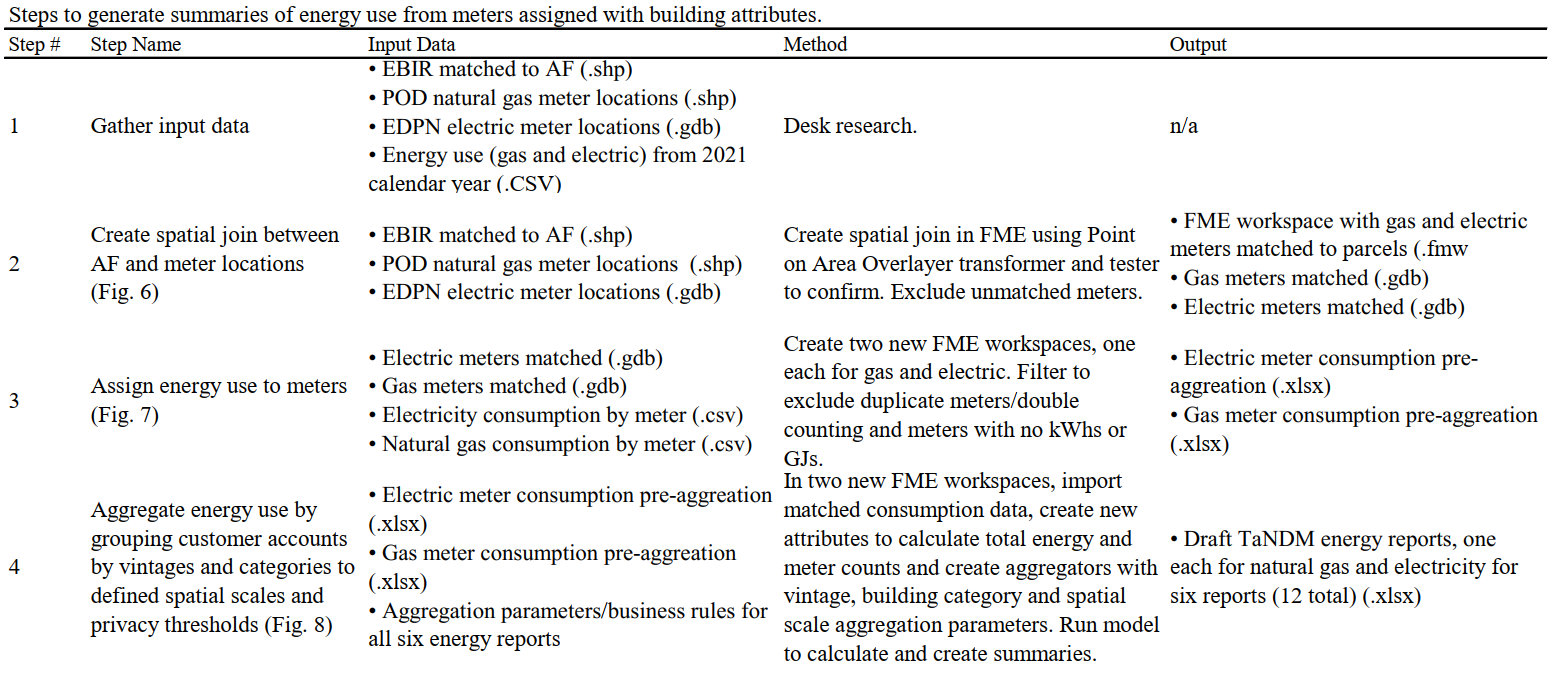 Steps to generate summaries of energy use from meters assigned with building attributes.
Step # Step Name Input Data Method Output
1
Gather input data
• EBIR matched to AF (.shp)
• POD natural gas meter locations (.shp)
• EDPN electric meter locations (.gdb)
• Energy use (gas and electric) from 2021
calendar year (.CSV)
Desk research.
n/a
2
Create spatial join between
AF and meter locations
(Fig. 6)
• EBIR matched to AF (.shp)
• POD natural gas meter locations (.shp)
• EDPN electric meter locations (.gdb)
Create spatial join in FME using Point
on Area Overlayer transformer and tester
to confirm. Exclude unmatched meters.
• FME workspace with gas and electric
meters matched to parcels (.fmw
• Gas meters matched (.gdb)
• Electric meters matched (.gdb)
3
Assign energy use to meters
(Fig. 7)
• Electric meters matched (.gdb)
• Gas meters matched (.gdb)
• Electricity consumption by meter (.csv)
• Natural gas consumption by meter (.csv)
Create two new FME workspaces, one
each for gas and electric. Filter to
exclude duplicate meters/double
counting and meters with no kWhs or
GJs.
• Electric meter consumption pre-
aggreation (.xlsx)
• Gas meter consumption pre-aggreation
(.xlsx)
4
Aggregate energy use by
grouping customer accounts
by vintages and categories to
defined spatial scales and
privacy thresholds (Fig. 8)
• Electric meter consumption pre-aggreation
(.xlsx)
• Gas meter consumption pre-aggreation
(.xlsx)
• Aggregation parameters/business rules for
all six energy reports
In two new FME workspaces, import
matched consumption data, create new
attributes to calculate total energy and
meter counts and create aggregators with
vintage, building category and spatial
scale aggregation parameters. Run model
to calculate and create summaries.
• Draft TaNDM energy reports, one
each for natural gas and electricity for
six reports (12 total) (.xlsx)